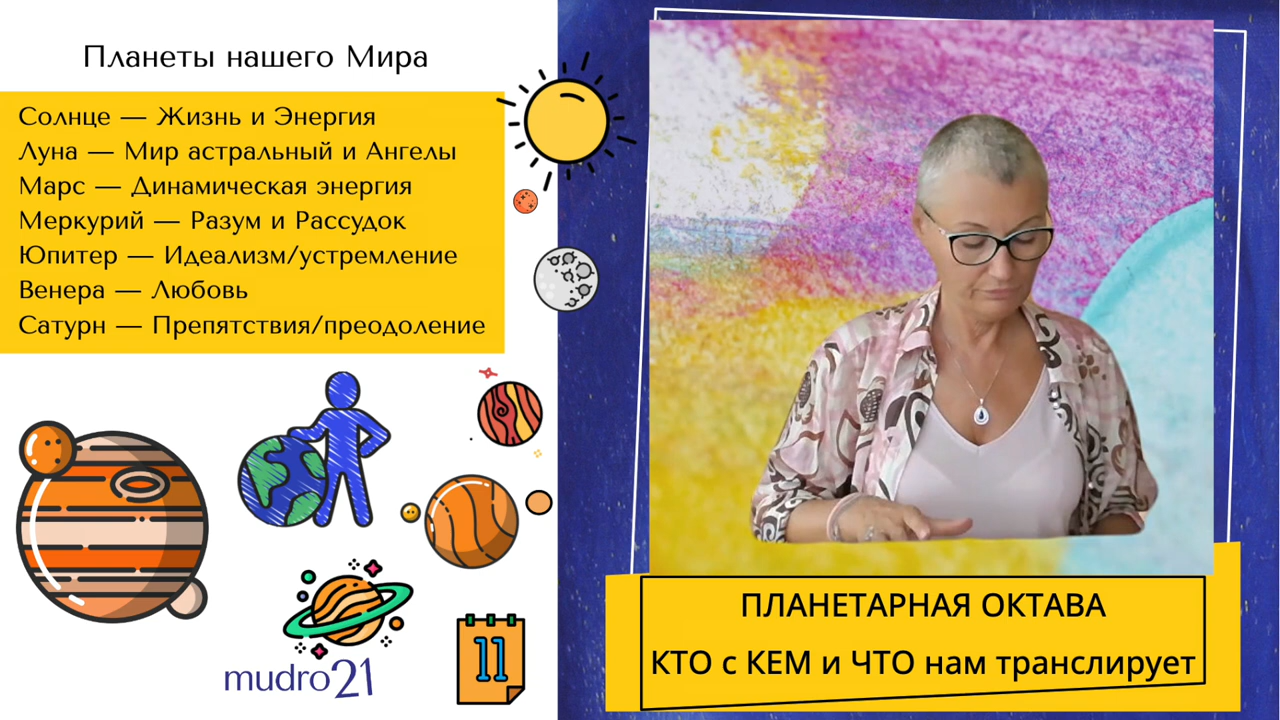 Планеты нашего Мира
Солнце — Жизнь и Энергия
Луна — Мир астральный и Ангелы
Марс — Динамическая энергия
Меркурий — Разум и Рассудок
Юпитер — Идеализм/устремление
Венера — Любовь
Сатурн — Препятствия/преодоление
11
mudro21
ПЛАНЕТАРНАЯ ОКТАВА
КТО с КЕМ и ЧТО нам транслирует